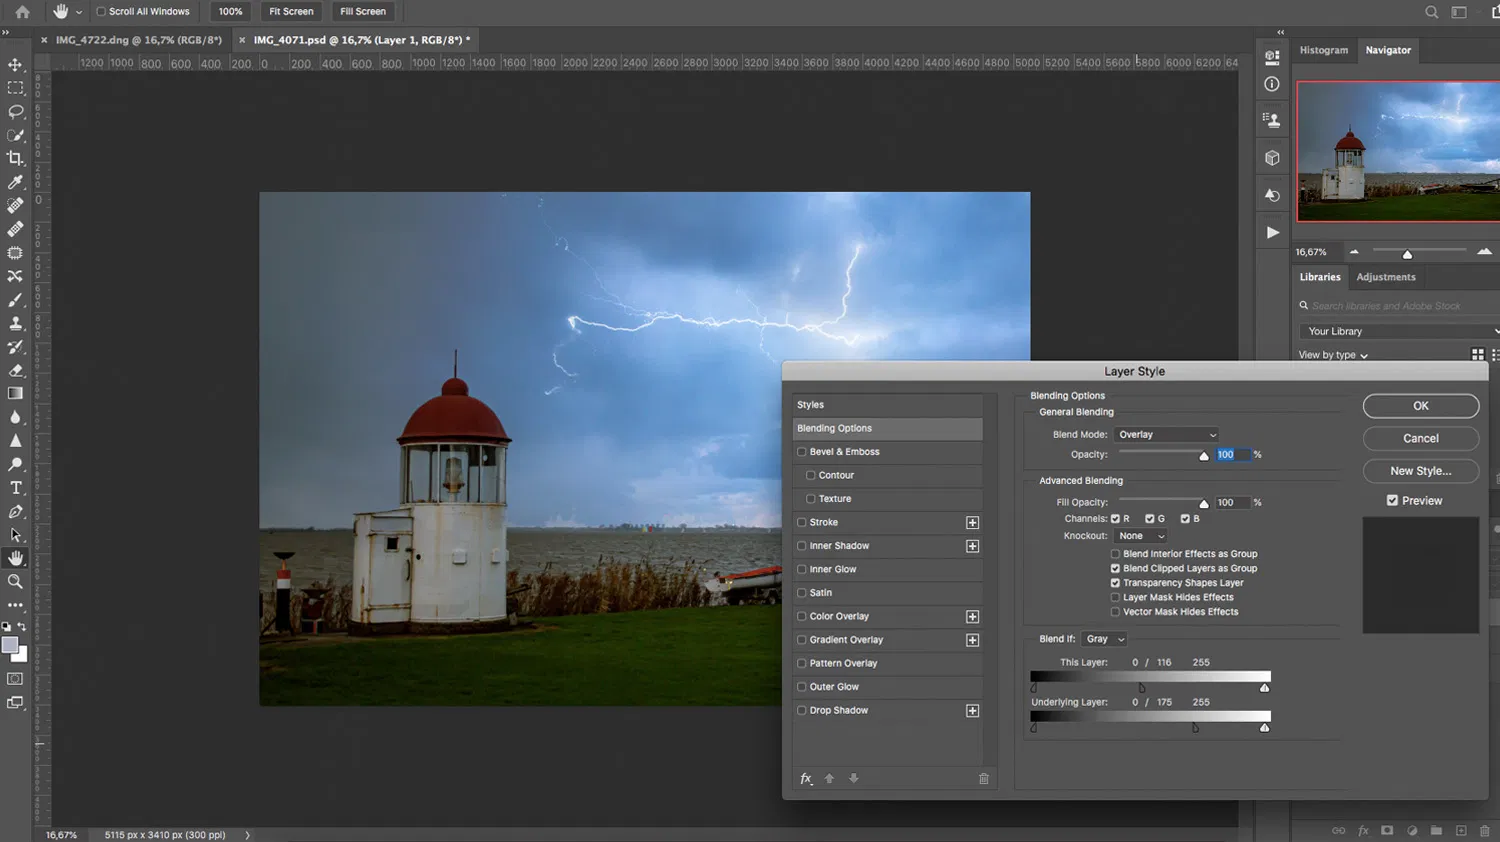 Scroll All Windows 100% Fit Screen Fill Screen
IMG_4722.dng @ 16,7% (RGB/8*) IMG_4071.psd @ 16,7% (Layer 1, RGB/8*) *
1200 1000 800 600 400 200 0 200 400 600 800 1000 1200 1400 1600 1800 2000 2200 2400 2600 2800 3000 3200 3400 3600 3800 4000 4200 4400 4600 4800 5000 5200 5400 5600 5800 6000 6200 64
Histogram Navigator
16,67%
Libraries Adjustments
Search libraries and Adobe Stock
Your Library
View by type
Layer Style
Styles
Blending Options
Bevel & Emboss
Contour
Texture
Stroke
Inner Shadow
Inner Glow
Satin
Color Overlay
Gradient Overlay
Pattern Overlay
Outer Glow
Drop Shadow
fx
Blending Options
General Blending
Blend Mode: Overlay
Opacity: 100 %
Advanced Blending
Fill Opacity: 100 %
Channels: R G B
Knockout: None
Blend Interior Effects as Group
Blend Clipped Layers as Group
Transparency Shapes Layer
Layer Mask Hides Effects
Vector Mask Hides Effects
Blend If: Gray
This Layer: 0 / 116 255
Underlying Layer: 0 / 175 255
OK
Cancel
New Style...
Preview
16,67% 5115 px x 3410 px (300 ppi)
fx